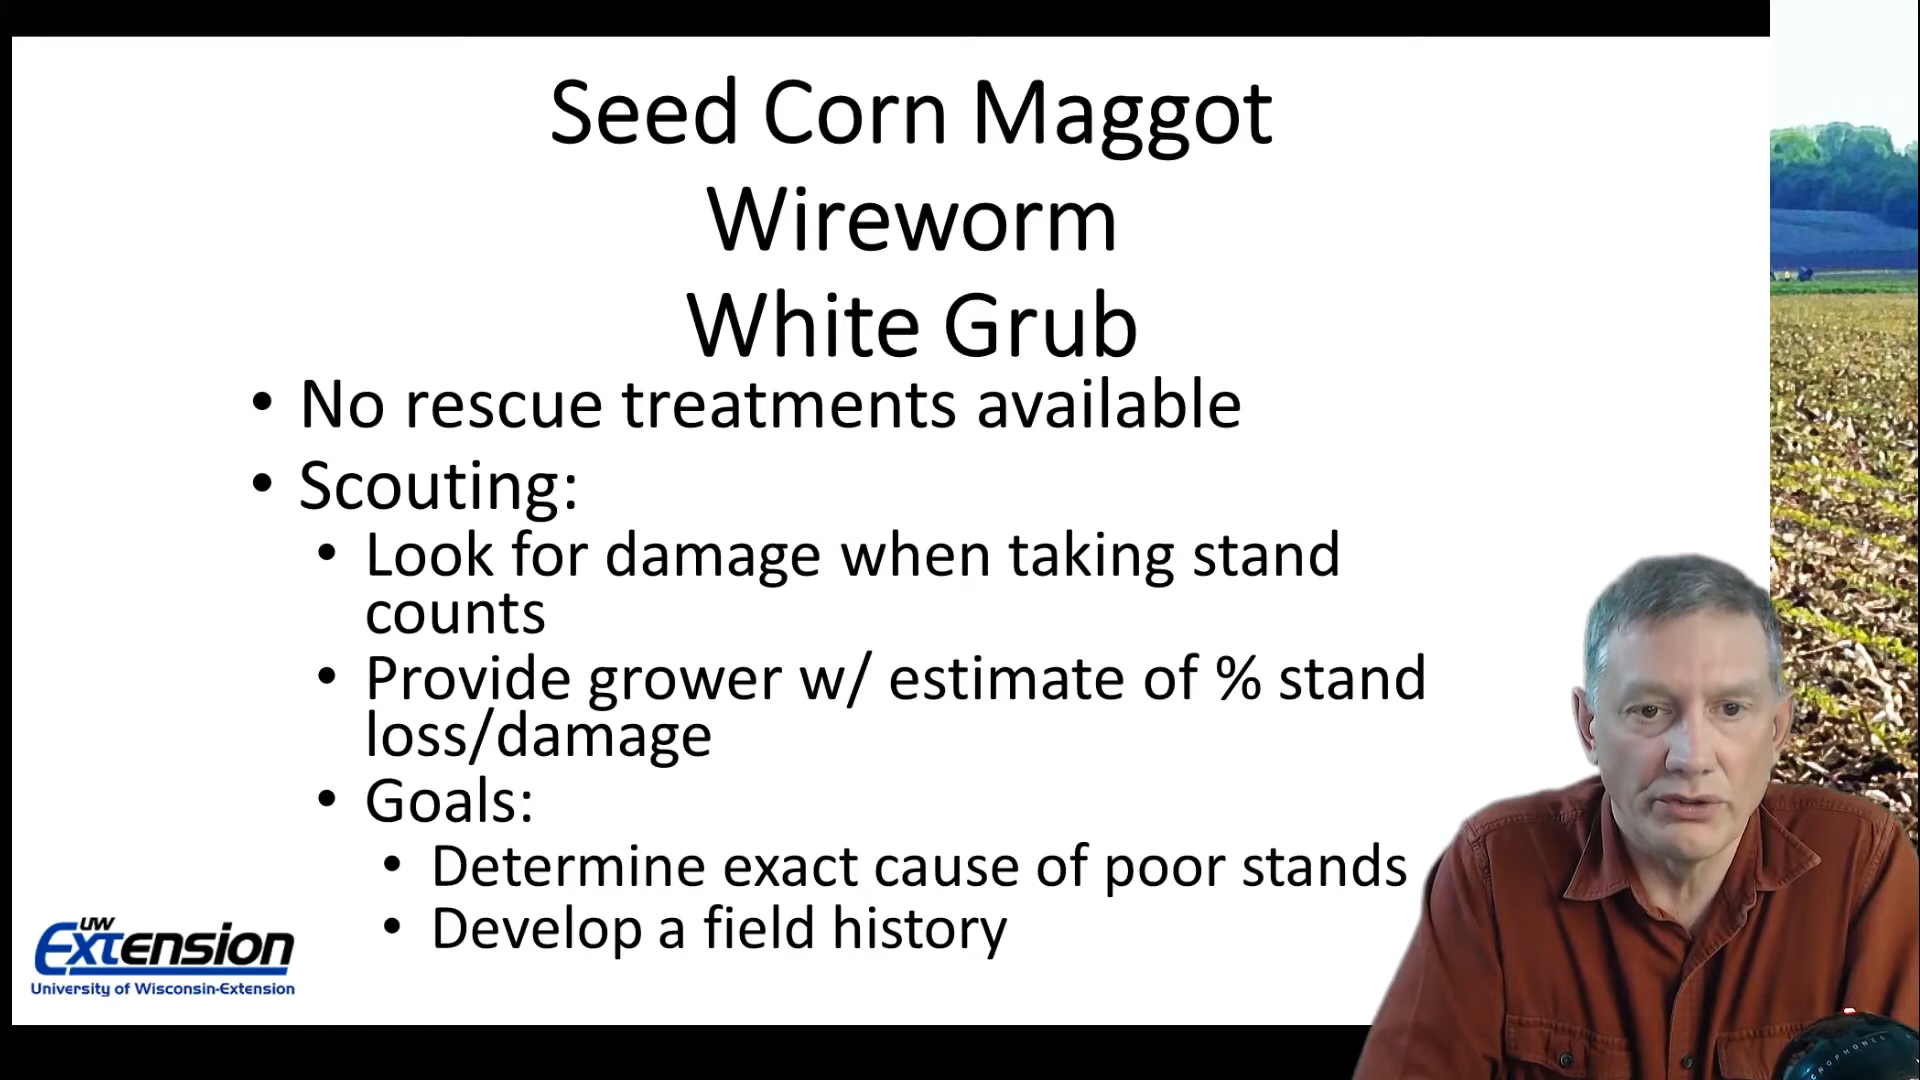 Seed Corn Maggot
Wireworm
White Grub
• No rescue treatments available
• Scouting:
• Look for damage when taking stand
counts
• Provide grower w/ estimate of % stand
loss/damage
• Goals:
• Determine exact cause of poor stands
• Develop a field history
UW
Extension
University of Wisconsin-Extension